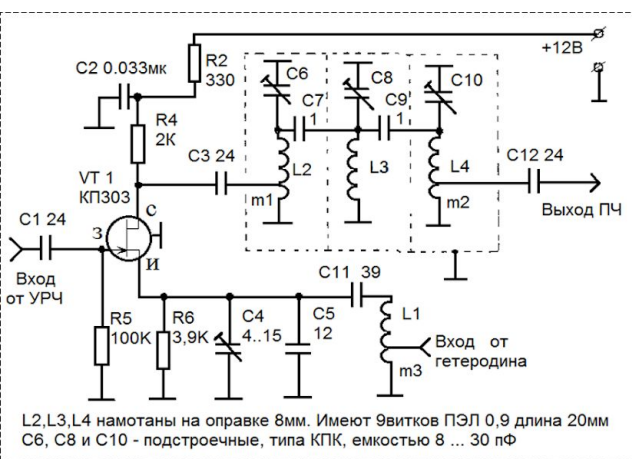 +12В
C2 0.033мк
R2
330
C6
C8
C10
C7
1
C9
1
R4
2К
C3 24
L2
L3
L4
C12 24
VT 1
КП303
m1
m2
Выход ПЧ
C1 24
с
з
и
Вход
от УРЧ
C11 39
R5
100K
R6
3,9K
C4
4..15
C5
12
L1
Вход от
гетеродина
m3
L2,L3,L4 намотаны на оправке 8мм. Имеют 9витков ПЭЛ 0,9 длина 20мм
C6, C8 и C10 - подстроечные, типа КПК, емкостью 8 ... 30 пФ